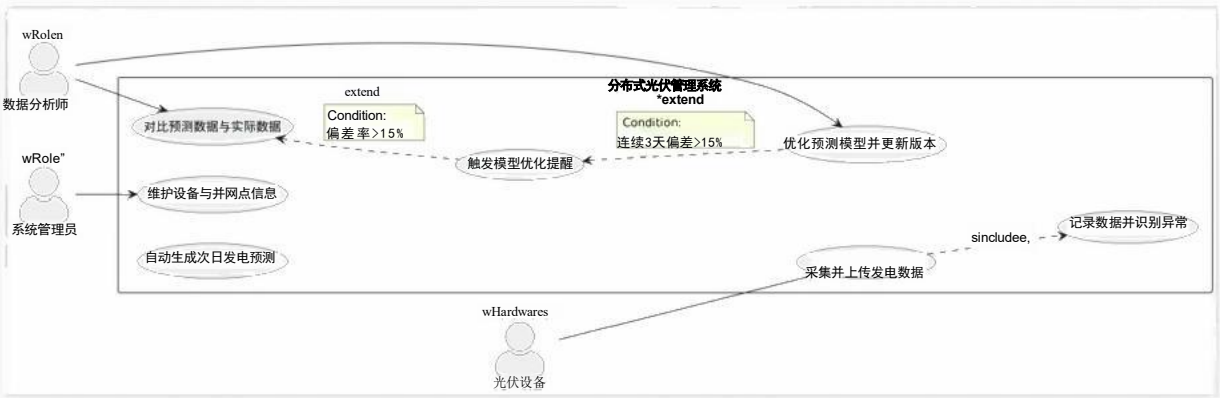 wRolen
数据分析师
分布式光伏管理系统
extend
*extend
Condition:
偏差率>15%
Condition:
连续3天偏差>15%
对比预测数据与实际数据
优化预测模型并更新版本
触发模型优化提醒
wRole”
系统管理员
维护设备与并网点信息
记录数据并识别异常
sincludee,
自动生成次日发电预测
采集并上传发电数据
wHardwares
光伏设备